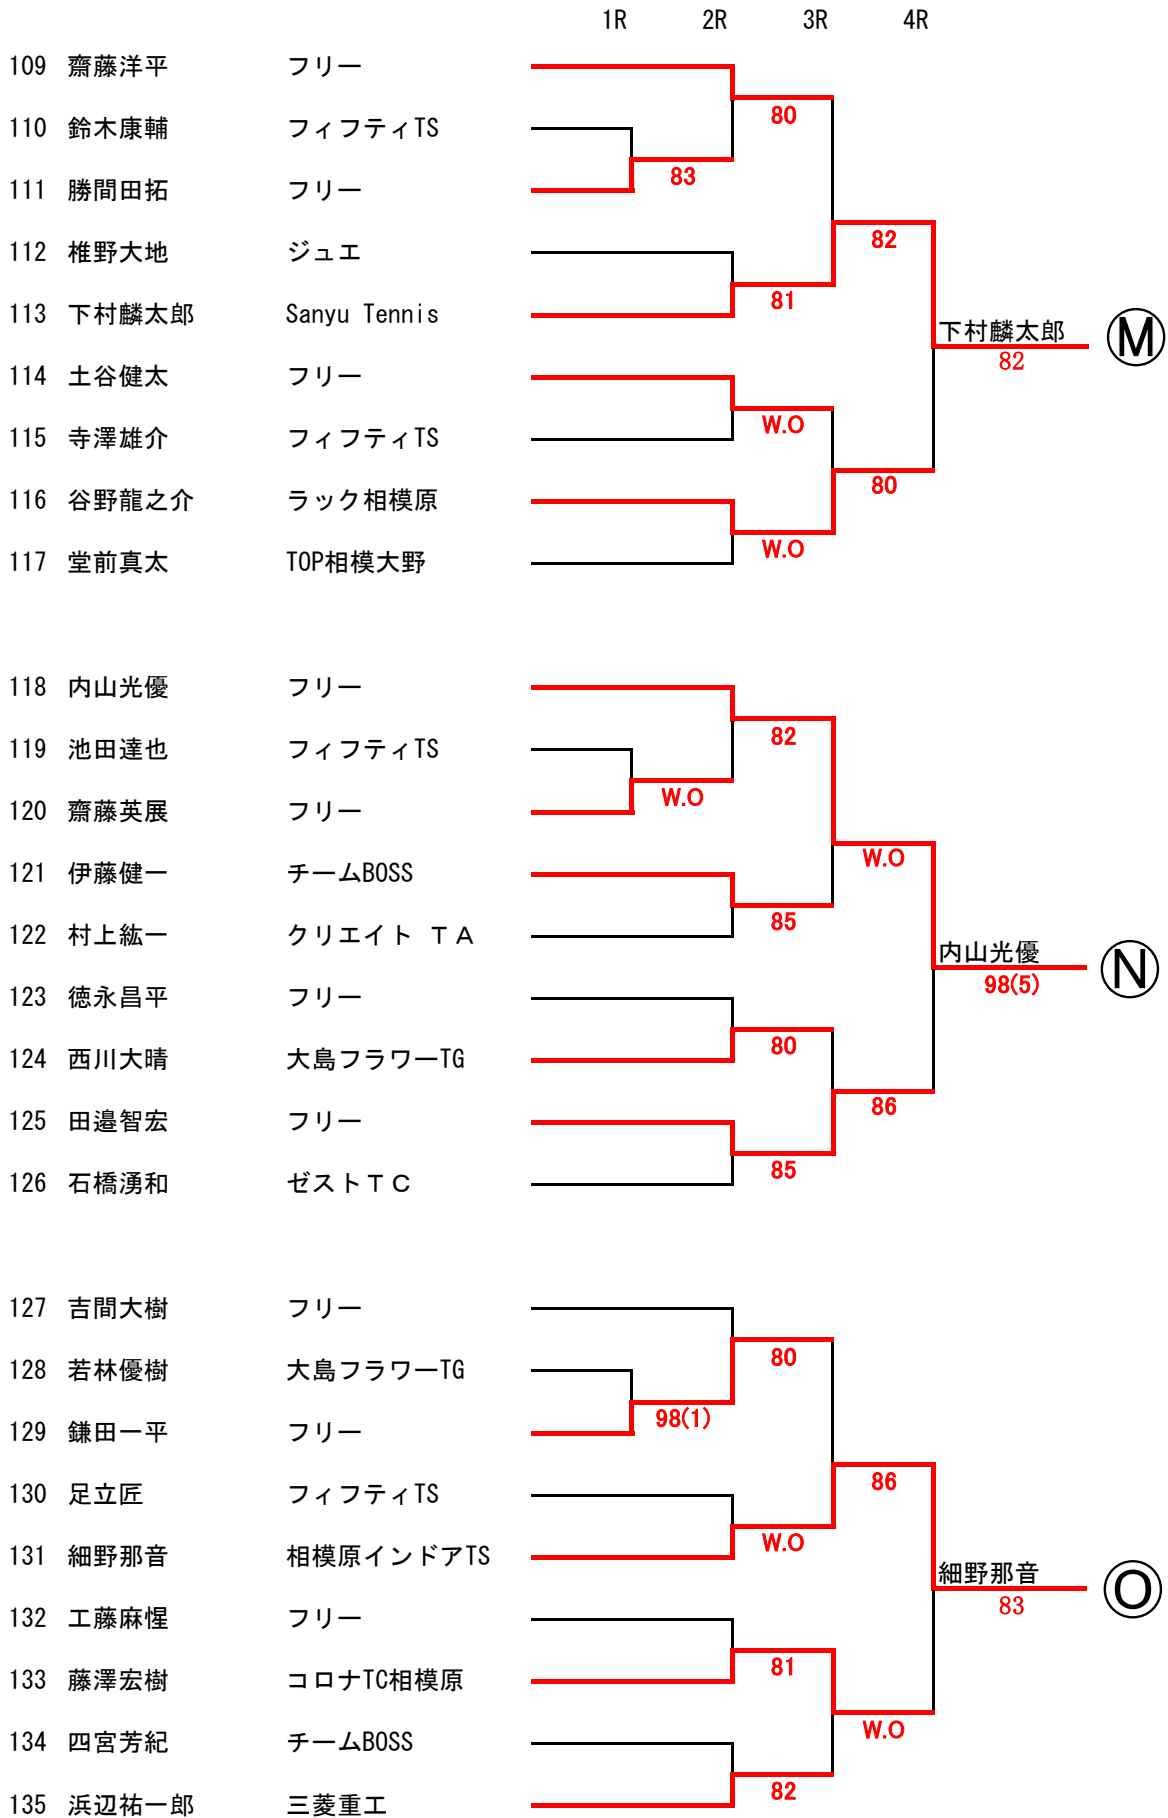 1R 2R 3R 4R
109 齋藤洋平 フリー
80
110 鈴木康輔 フィフティTS
83
111 勝間田拓 フリー
82
112 椎野大地 ジュエ
81
113 下村麟太郎 Sanyu Tennis
下村麟太郎 Ⓜ
82
114 土谷健太 フリー
W.O
115 寺澤雄介 フィフティTS
80
116 谷野龍之介 ラック相模原
W.O
117 堂前真太 TOP相模大野
118 内山光優 フリー
82
119 池田達也 フィフティTS
W.O
120 齋藤英展 フリー
W.O
121 伊藤健一 チームBOSS
85
122 村上紘一 クリエイト ＴＡ
内山光優 Ⓝ
98(5)
123 徳永昌平 フリー
80
124 西川大晴 大島フラワーTG
86
125 田邉智宏 フリー
85
126 石橋湧和 ゼストＴＣ
127 吉間大樹 フリー
80
128 若林優樹 大島フラワーTG
98(1)
129 鎌田一平 フリー
86
130 足立匠 フィフティTS
W.O
131 細野那音 相模原インドアTS
細野那音 Ⓞ
83
132 工藤麻惺 フリー
81
133 藤澤宏樹 コロナTC相模原
W.O
134 四宮芳紀 チームBOSS
82
135 浜辺祐一郎 三菱重工